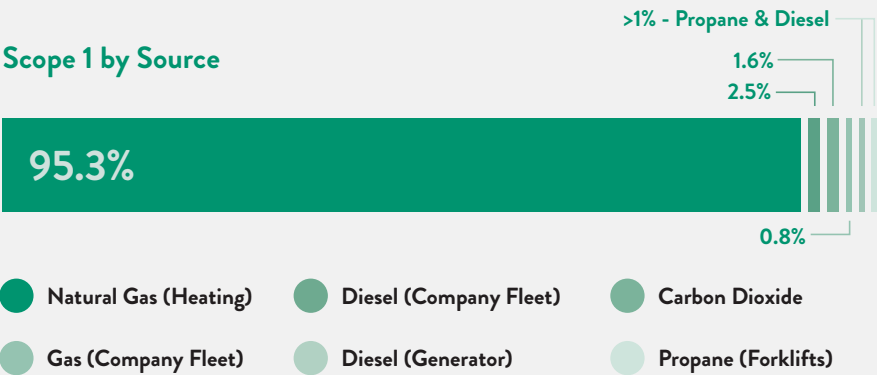 >1% - Propane & Diesel
Scope 1 by Source
1.6%
2.5%
95.3%
0.8%
Natural Gas (Heating)
Diesel (Company Fleet)
Carbon Dioxide
Gas (Company Fleet)
Diesel (Generator)
Propane (Forklifts)